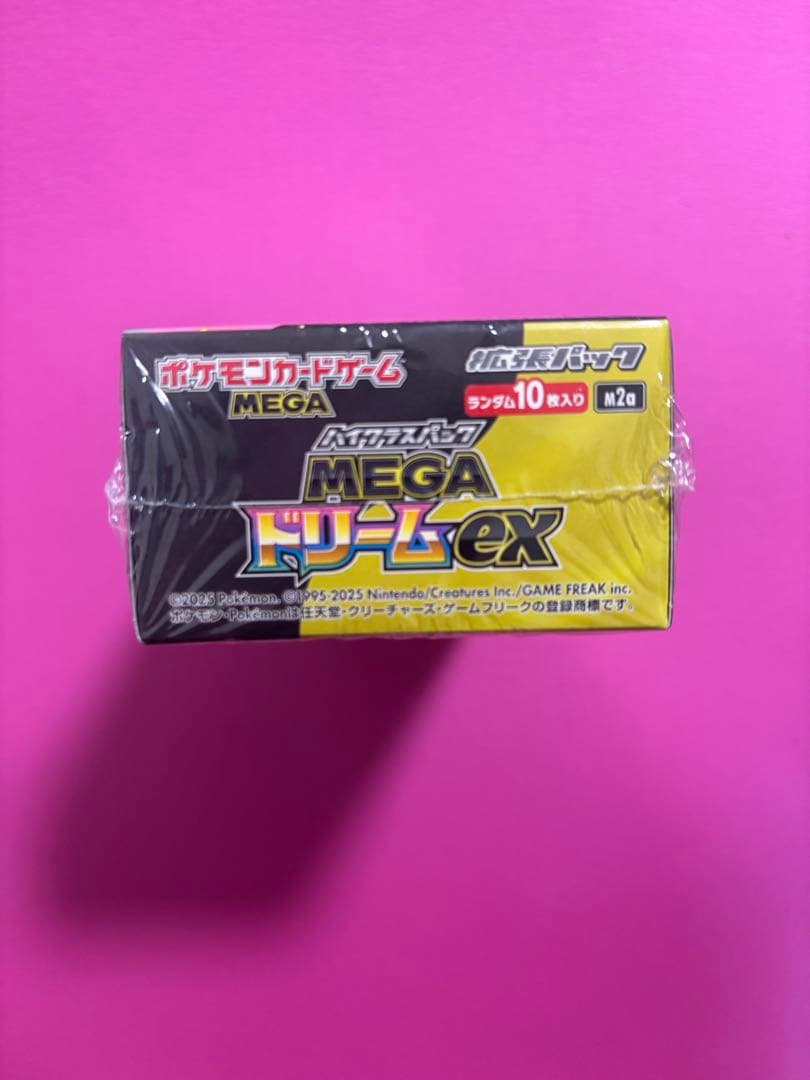 ポケモンカードゲーム
MEGA
拡張パック
ランダム10枚入り M2a
ハイクラスパック
MEGA
ドリームex
©2025 Pokémon. ©1995-2025 Nintendo/Creatures Inc./GAME FREAK inc.
ポケモン・Pokémonは任天堂・クリーチャーズ・ゲームフリークの登録商標です。